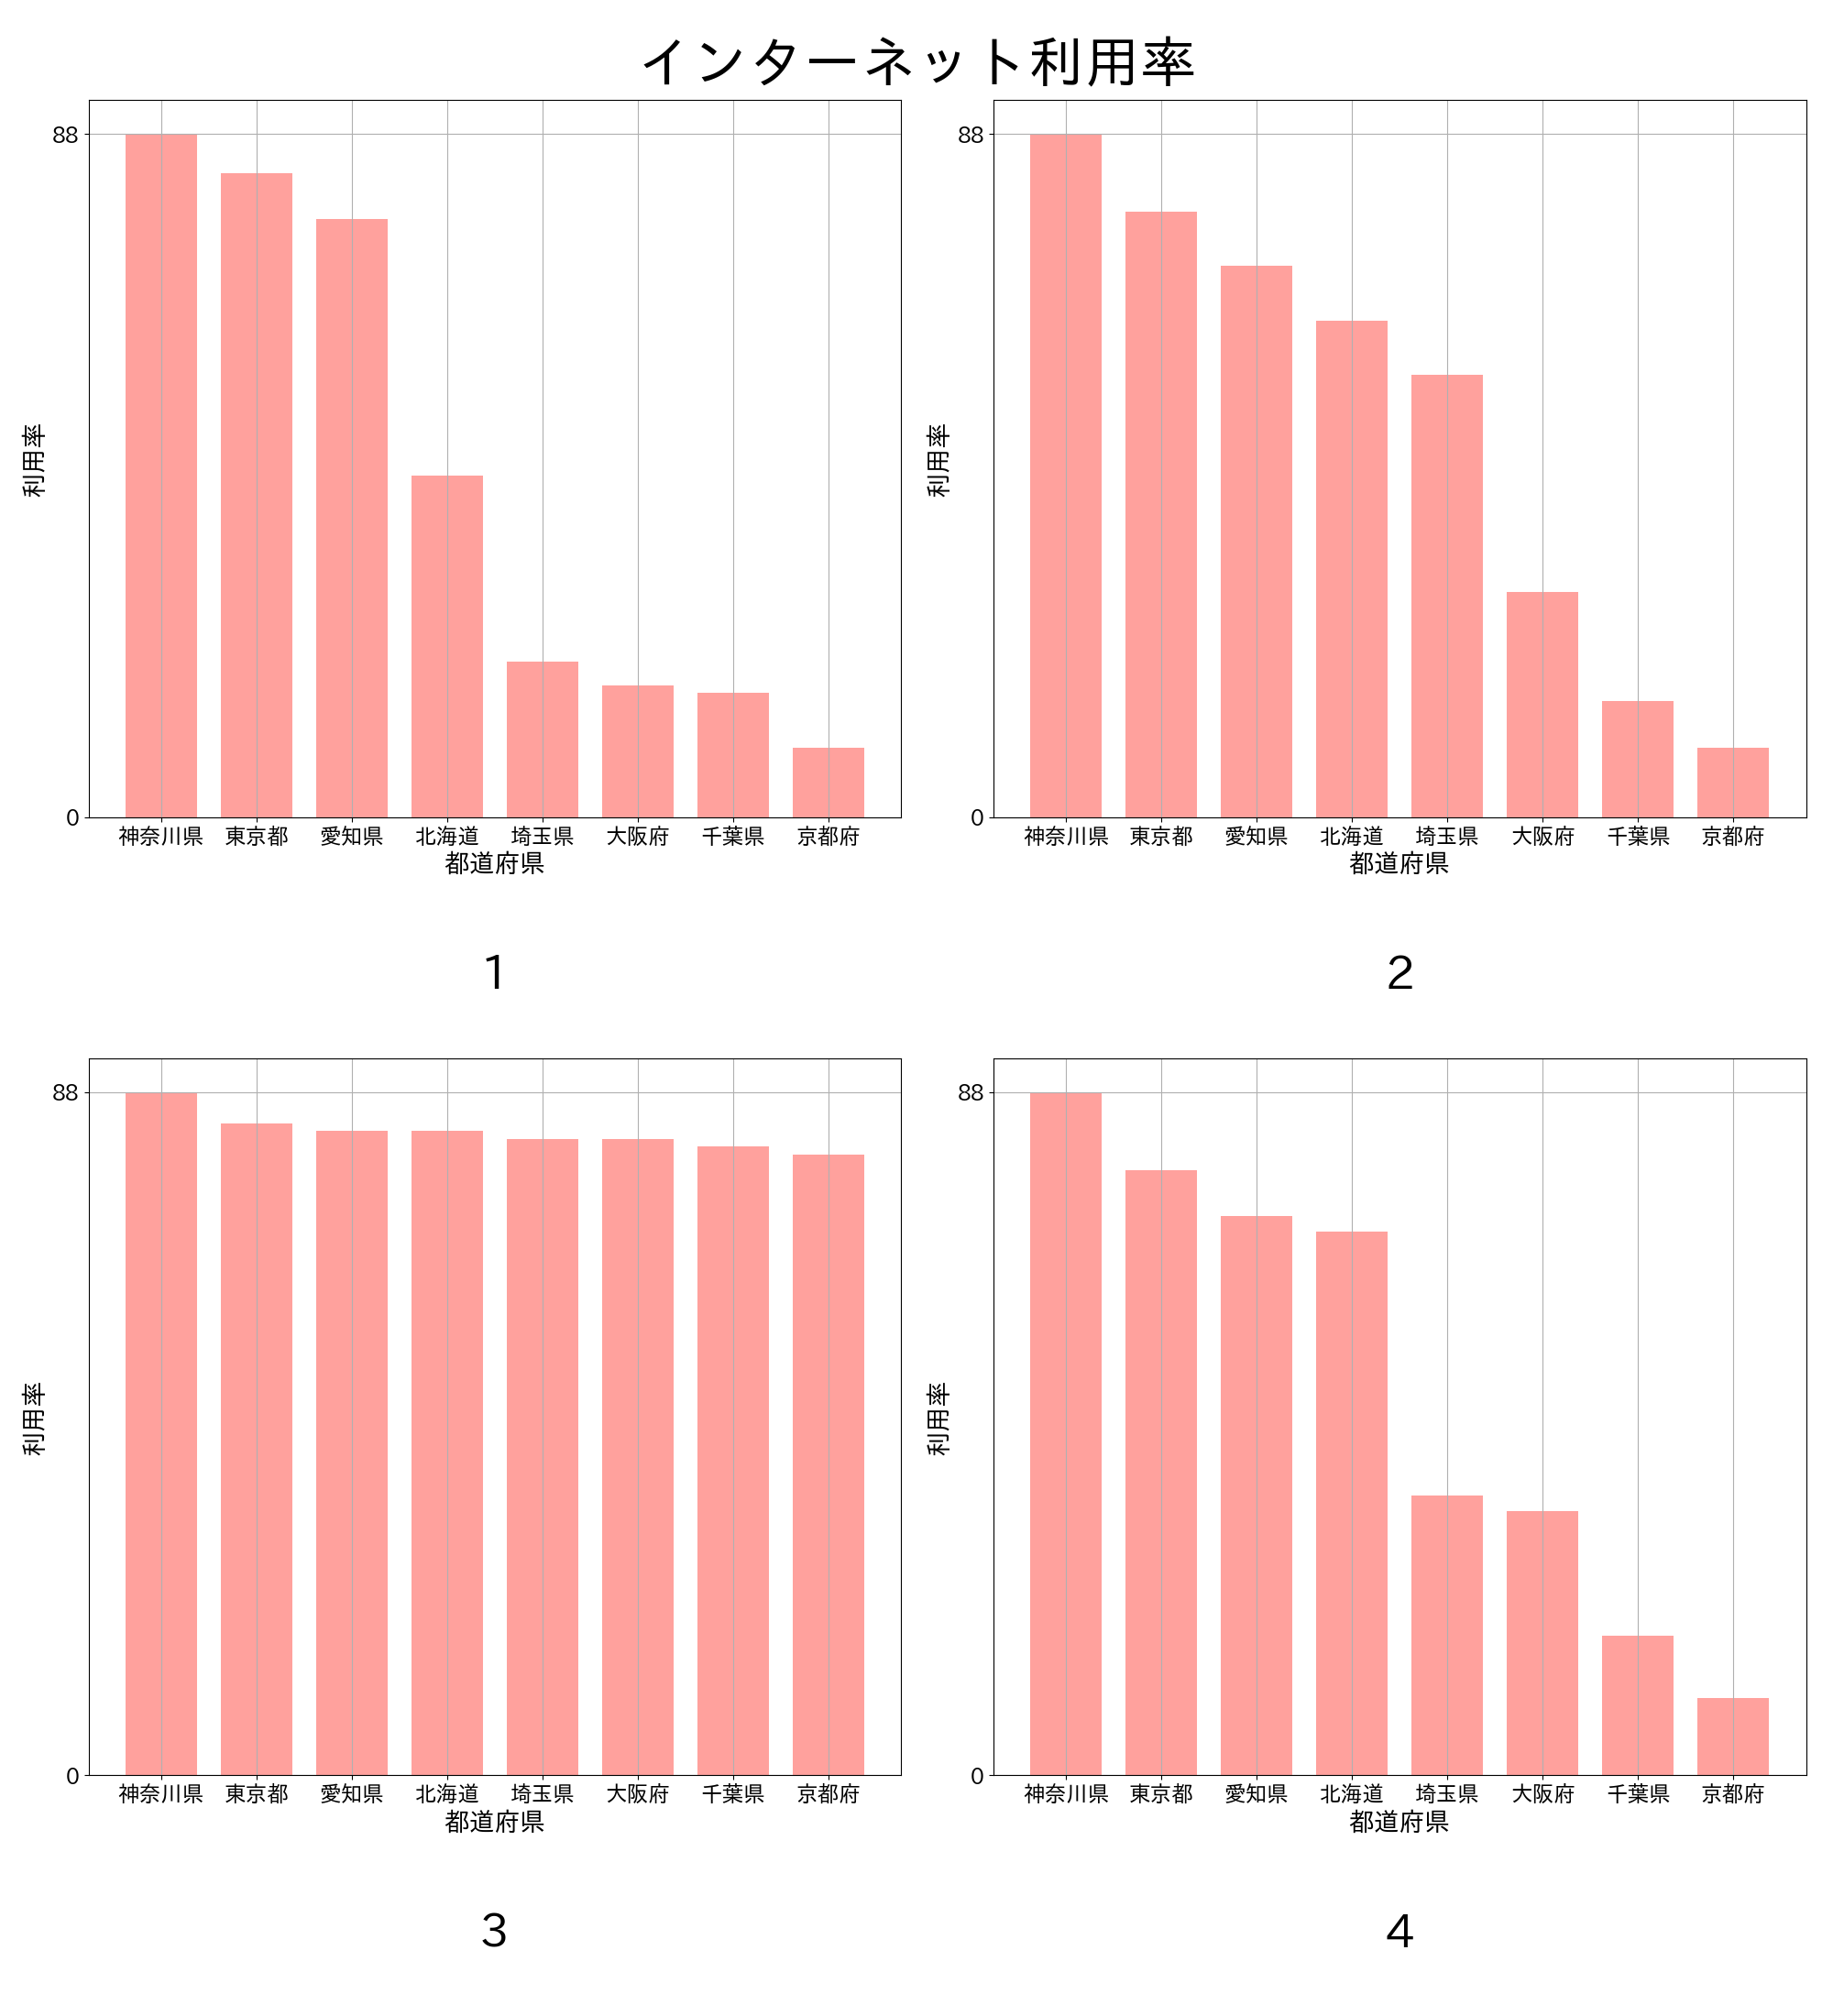 インターネット利用率
88
0
利用率
神奈川県 東京都 愛知県 北海道 埼玉県 大阪府 千葉県 京都府
都道府県
1
88
0
利用率
神奈川県 東京都 愛知県 北海道 埼玉県 大阪府 千葉県 京都府
都道府県
2
88
0
利用率
神奈川県 東京都 愛知県 北海道 埼玉県 大阪府 千葉県 京都府
都道府県
3
88
0
利用率
神奈川県 東京都 愛知県 北海道 埼玉県 大阪府 千葉県 京都府
都道府県
4